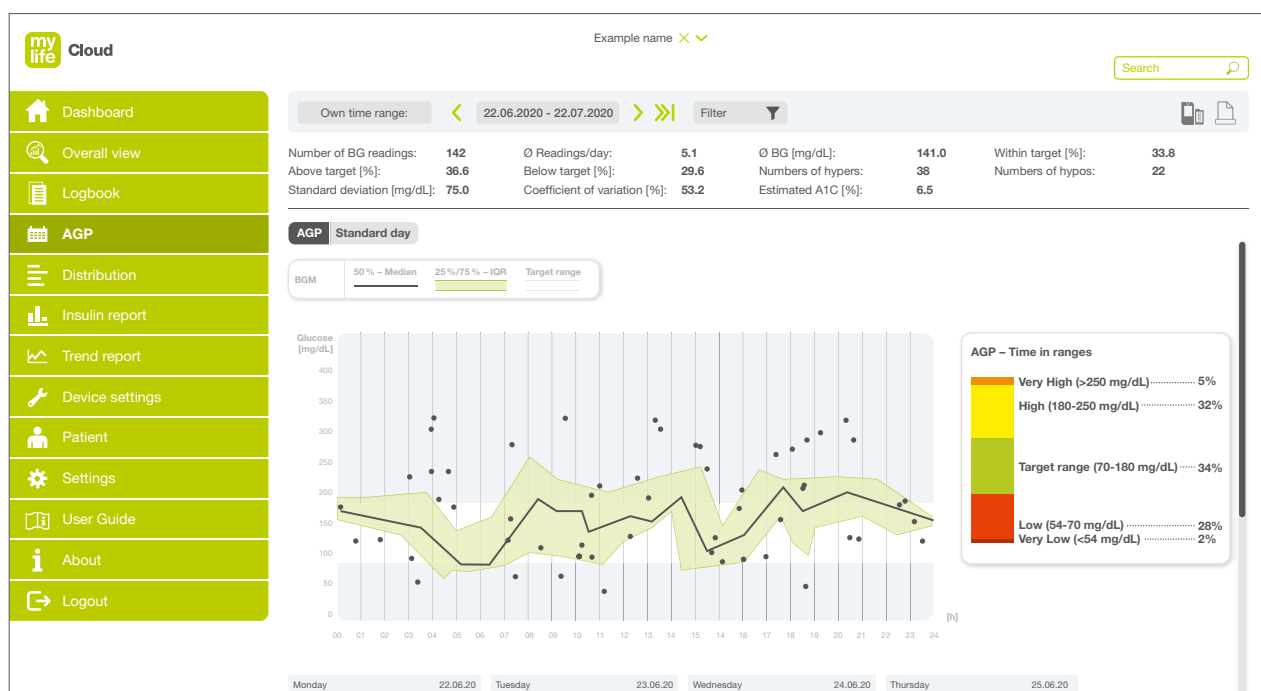 my
life
Cloud
Example name
Search
Dashboard
Overall view
Logbook
AGP
Distribution
Insulin report
Trend report
Device settings
Patient
Settings
User Guide
About
Logout
Own time range: 22.06.2020 - 22.07.2020 Filter
Number of BG readings: 142 Ø Readings/day: 5.1 Ø BG [mg/dL]: 141.0 Within target [%]: 33.8
Above target [%]: 36.6 Below target [%]: 29.6 Numbers of hypers: 38 Numbers of hypos: 22
Standard deviation [mg/dL]: 75.0 Coefficient of variation [%]: 53.2 Estimated A1C [%]: 6.5
AGP Standard day
BGM 50 % – Median 25 %/75 % – IQR Target range
Glucose
[mg/dL]
400
350
300
250
200
150
100
50
0
[h]
00 01 02 03 04 05 06 07 08 09 10 11 12 13 14 15 16 17 18 19 20 21 22 23 24
AGP – Time in ranges
Very High (>250 mg/dL) 5%
High (180-250 mg/dL) 32%
Target range (70-180 mg/dL) 34%
Low (54-70 mg/dL) 28%
Very Low (<54 mg/dL) 2%
Monday 22.06.20 Tuesday 23.06.20 Wednesday 24.06.20 Thursday 25.06.20